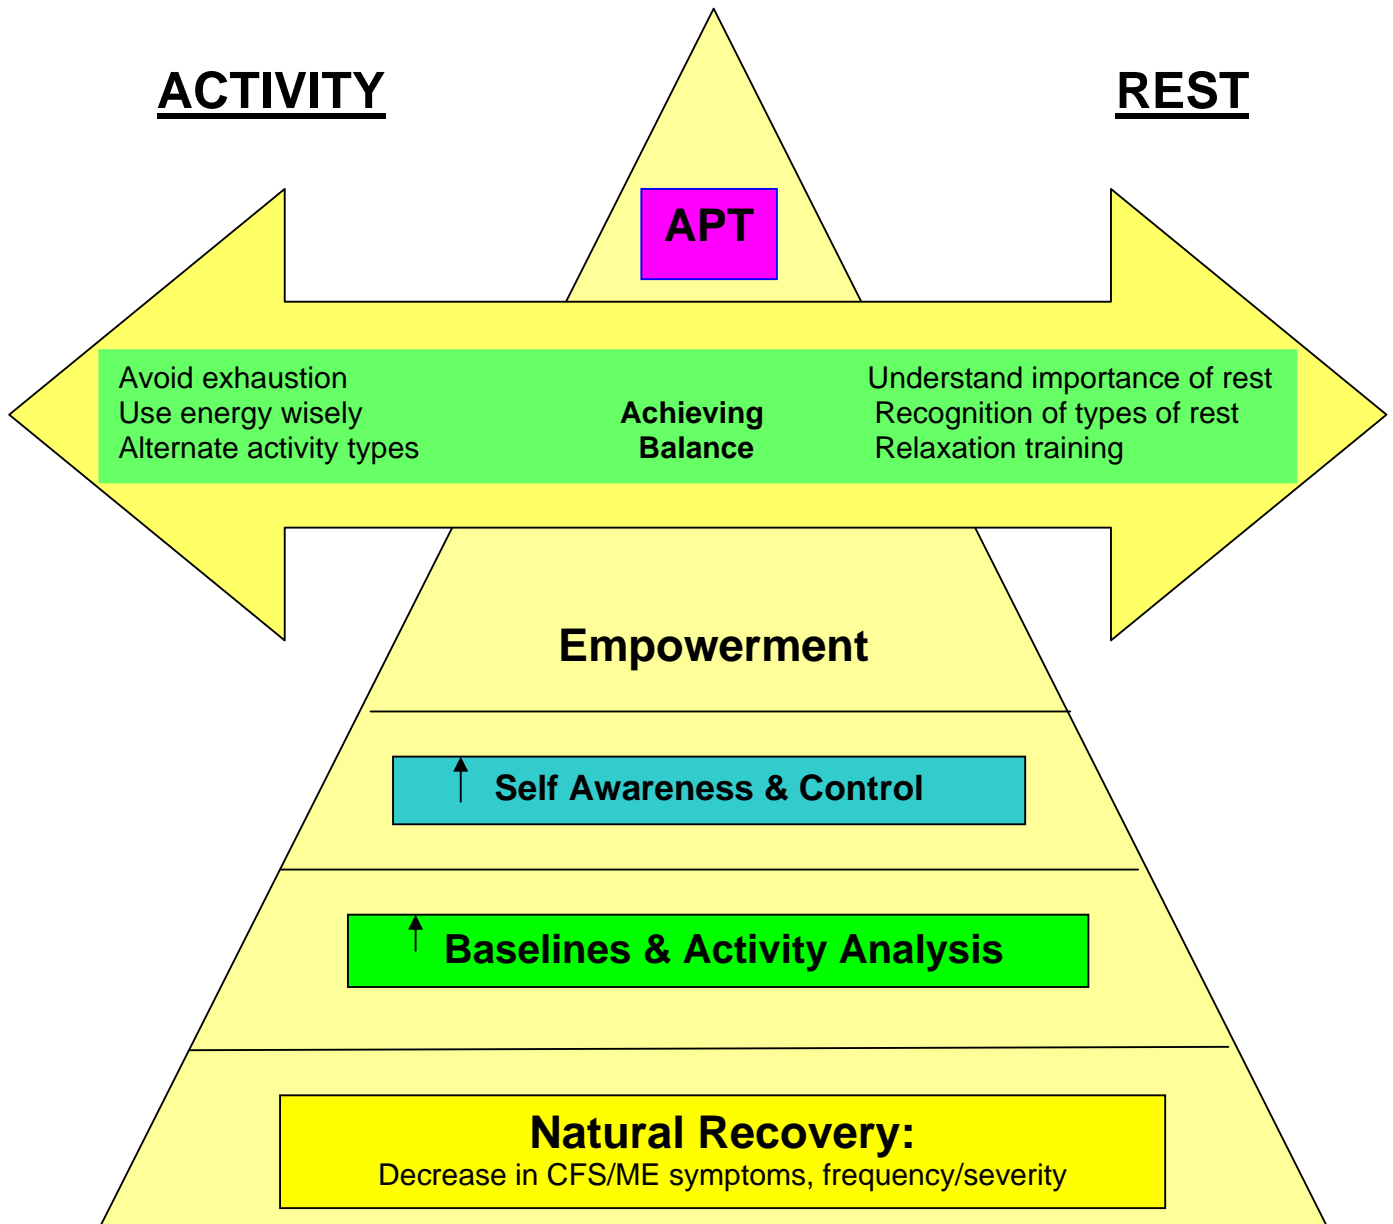 ACTIVITY
REST
APT
Avoid exhaustion
Use energy wisely
Alternate activity types
Achieving
Balance
Understand importance of rest
Recognition of types of rest
Relaxation training
Empowerment
Self Awareness & Control
Baselines & Activity Analysis
Natural Recovery:
Decrease in CFS/ME symptoms, frequency/severity